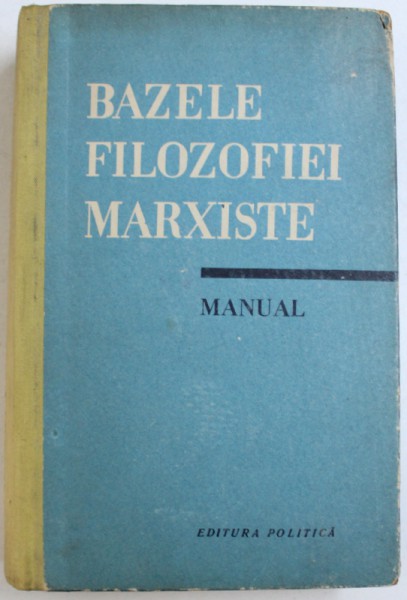 BAZELE
FILOZOFIEI
MARXISTE
MANUAL
EDITURA POLITICĂ